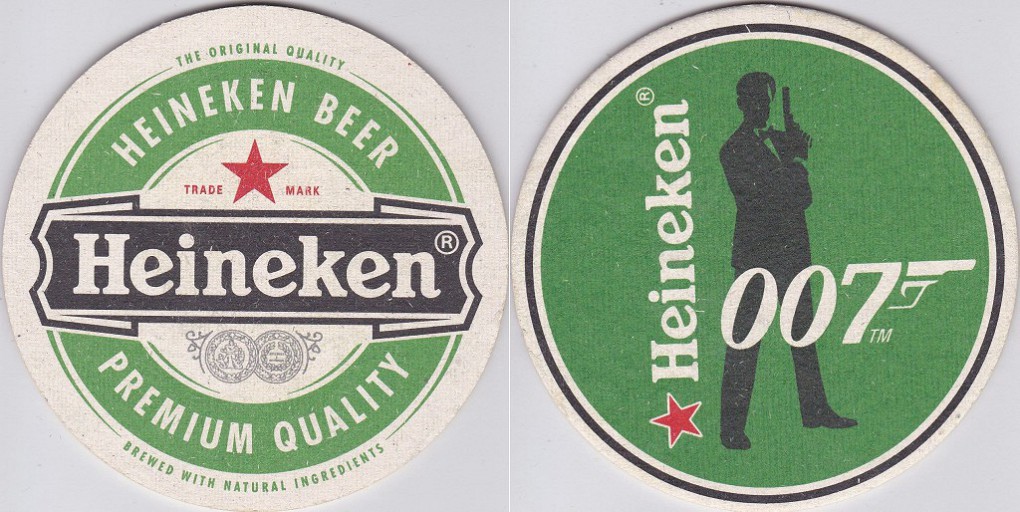 THE ORIGINAL QUALITY
HEINEKEN BEER
TRADE MARK
Heineken®
PREMIUM QUALITY
BREWED WITH NATURAL INGREDIENTS
Heineken®
007™